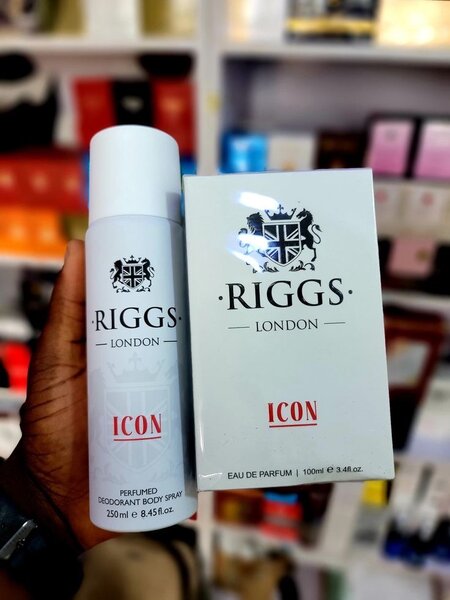 ·RIGGS·
LONDON
ICON
PERFUMED
DEODORANT BODY SPRAY
250ml e 8.45fl.oz.
·RIGGS·
LONDON
ICON
EAU DE PARFUM | 100ml e 3.4fl.oz.